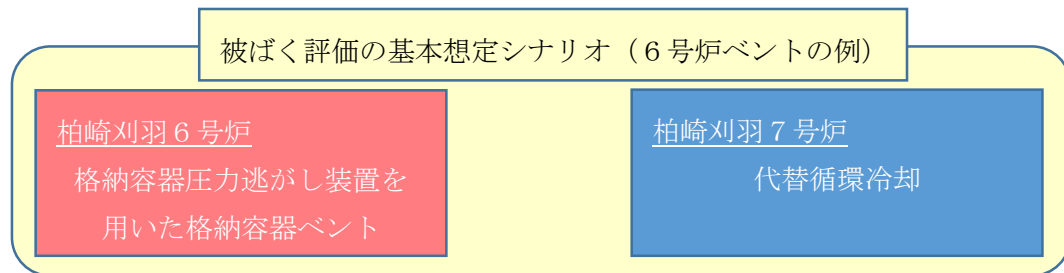 被ばく評価の基本想定シナリオ（６号炉ベントの例）
柏崎刈羽６号炉
格納容器圧力逃がし装置を
用いた格納容器ベント
柏崎刈羽７号炉
代替循環冷却